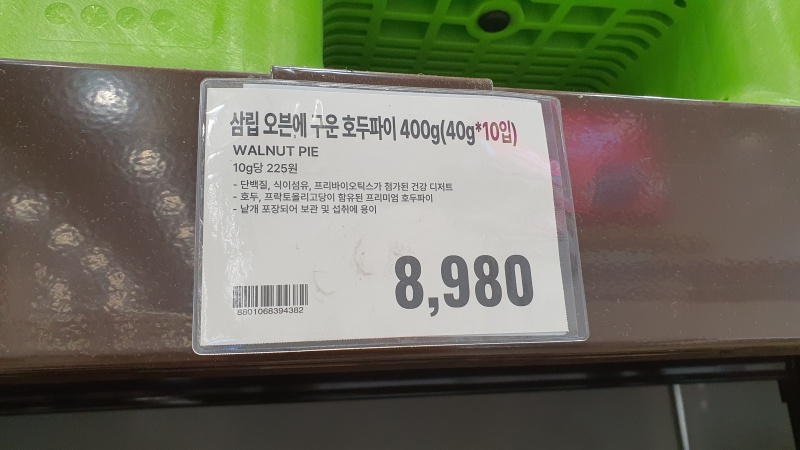 삼립 오븐에 구운 호두파이 400g(40g*10입)
WALNUT PIE
10g당 225원
- 단백질, 식이섬유, 프리바이오틱스가 첨가된 건강 디저트
- 호두, 프락토올리고당이 함유된 프리미엄 호두파이
- 낱개 포장되어 보관 및 섭취에 용이
8,980
8801068394382